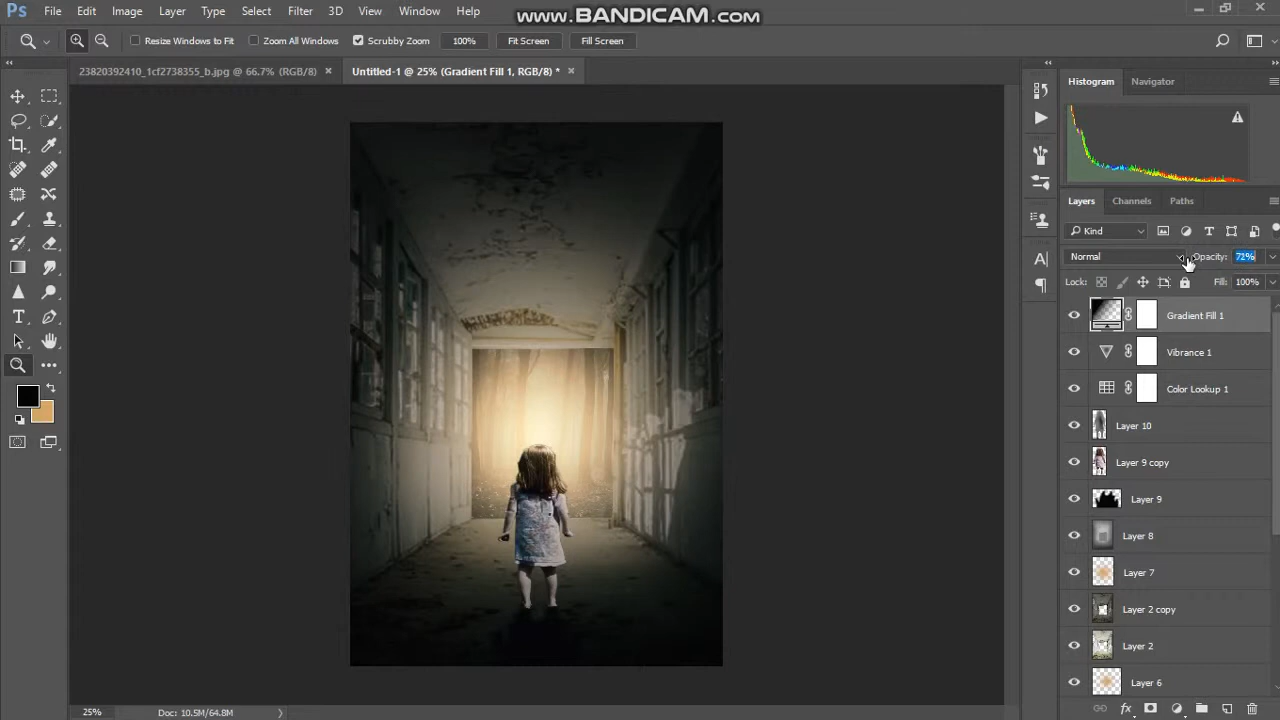 www.BANDICAM.com
Ps File Edit Image Layer Type Select Filter 3D View Window Help
Resize Windows to Fit Zoom All Windows Scrubby Zoom 100% Fit Screen Fill Screen
23820392410_1cf2738355_b.jpg @ 66.7% (RGB/8) × Untitled-1 @ 25% (Gradient Fill 1, RGB/8) * ×
Histogram Navigator
Layers Channels Paths
Kind
Normal Opacity: 72%
Lock: Fill: 100%
Gradient Fill 1
Vibrance 1
Color Lookup 1
Layer 10
Layer 9 copy
Layer 9
Layer 8
Layer 7
Layer 2 copy
Layer 2
Layer 6
fx
25% Doc: 10.5M/64.8M